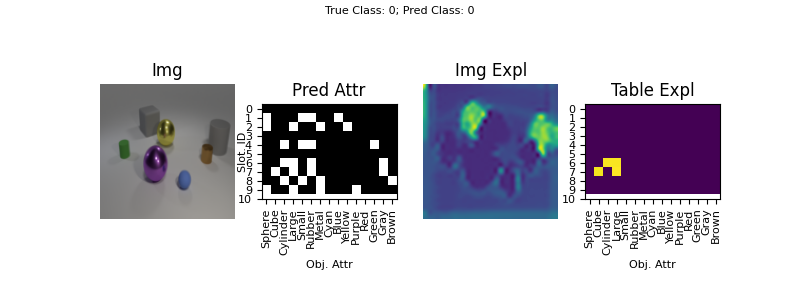 True Class: 0; Pred Class: 0
Img
Pred Attr
Img Expl
Table Expl
Slot. ID
0
1
2
3
4
5
6
7
8
9
10
0
1
2
3
4
5
6
7
8
9
10
Sphere
Cube
Cylinder
Large
Small
Rubber
Metal
Cyan
Blue
Yellow
Purple
Red
Green
Gray
Brown
Sphere
Cube
Cylinder
Large
Small
Rubber
Metal
Cyan
Blue
Yellow
Purple
Red
Green
Gray
Brown
Obj. Attr
Obj. Attr